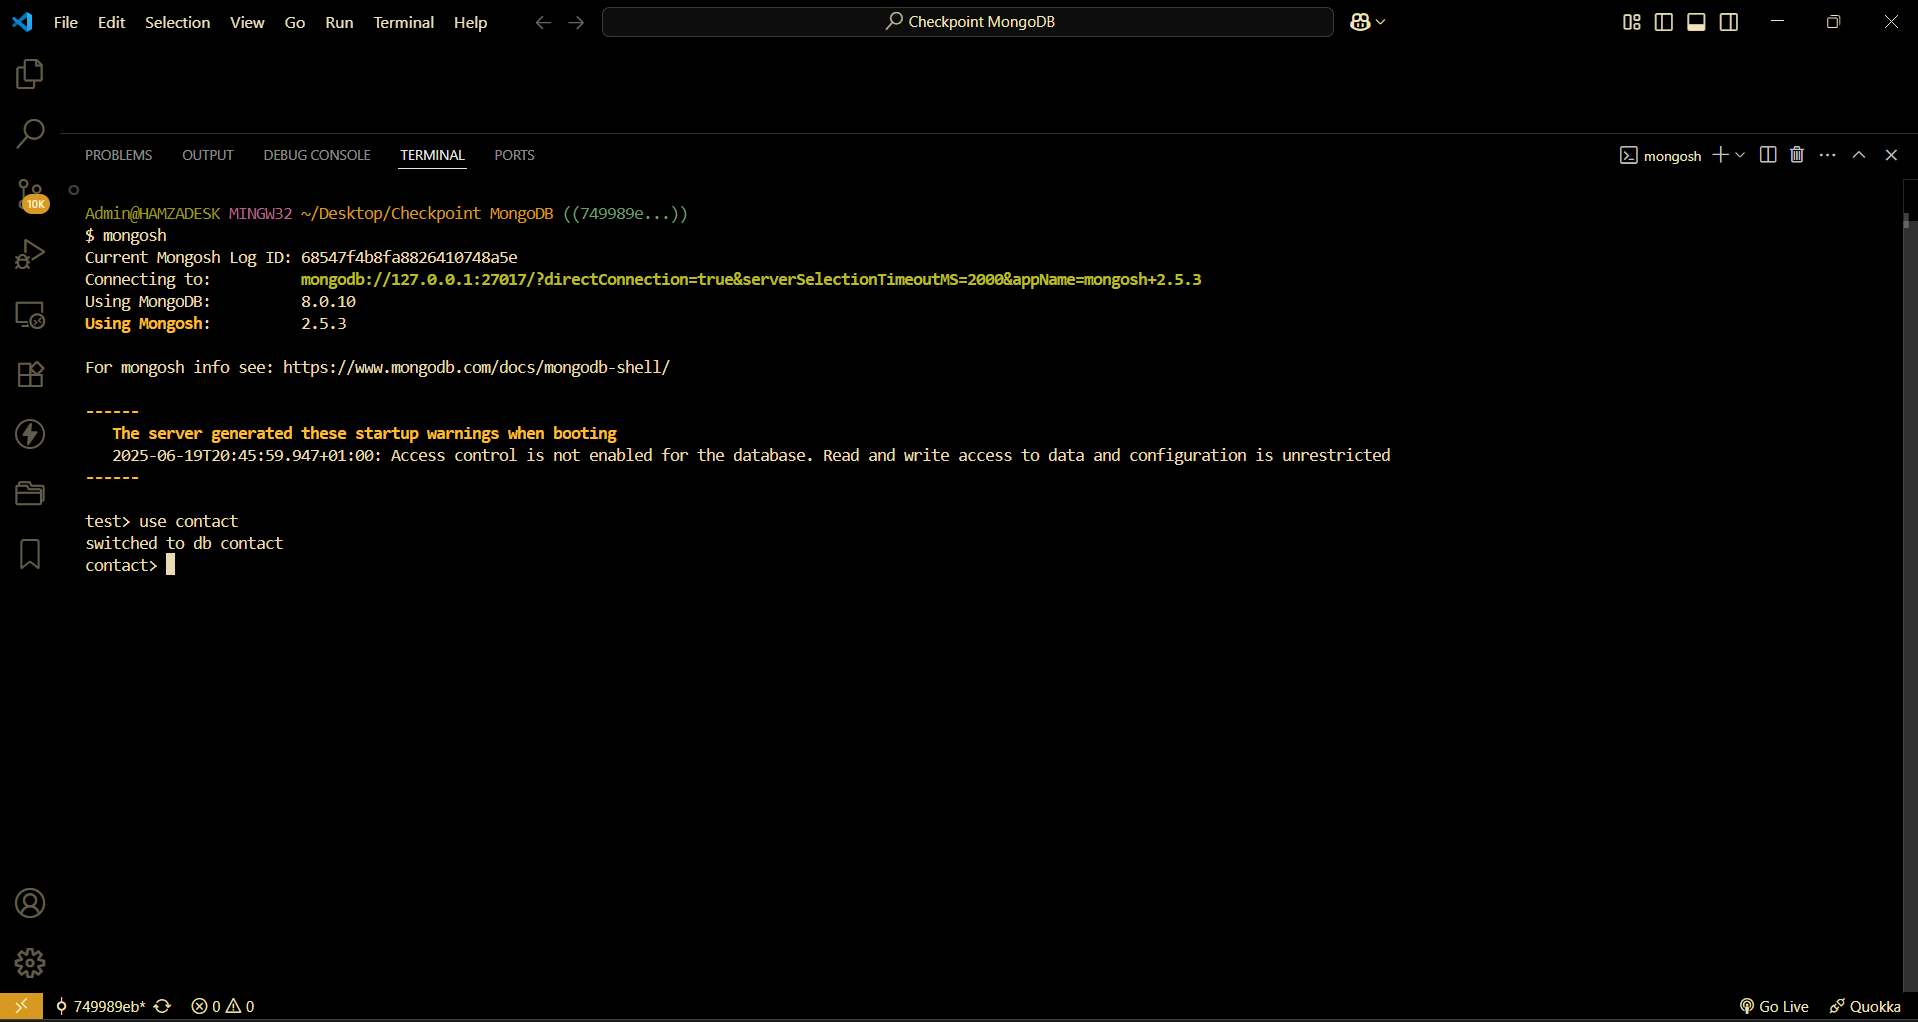 File Edit Selection View Go Run Terminal Help
Checkpoint MongoDB
PROBLEMS OUTPUT DEBUG CONSOLE TERMINAL PORTS
mongosh
10K
Admin@HAMZADESK MINGW32 ~/Desktop/Checkpoint MongoDB ((749989e...))
$ mongosh
Current Mongosh Log ID: 68547f4b8fa8826410748a5e
Connecting to: mongodb://127.0.0.1:27017/?directConnection=true&serverSelectionTimeoutMS=2000&appName=mongosh+2.5.3
Using MongoDB: 8.0.10
Using Mongosh: 2.5.3
For mongosh info see: https://www.mongodb.com/docs/mongodb-shell/
------
The server generated these startup warnings when booting
2025-06-19T20:45:59.947+01:00: Access control is not enabled for the database. Read and write access to data and configuration is unrestricted
------
test> use contact
switched to db contact
contact>
749989eb* 0 0 Go Live Quokka